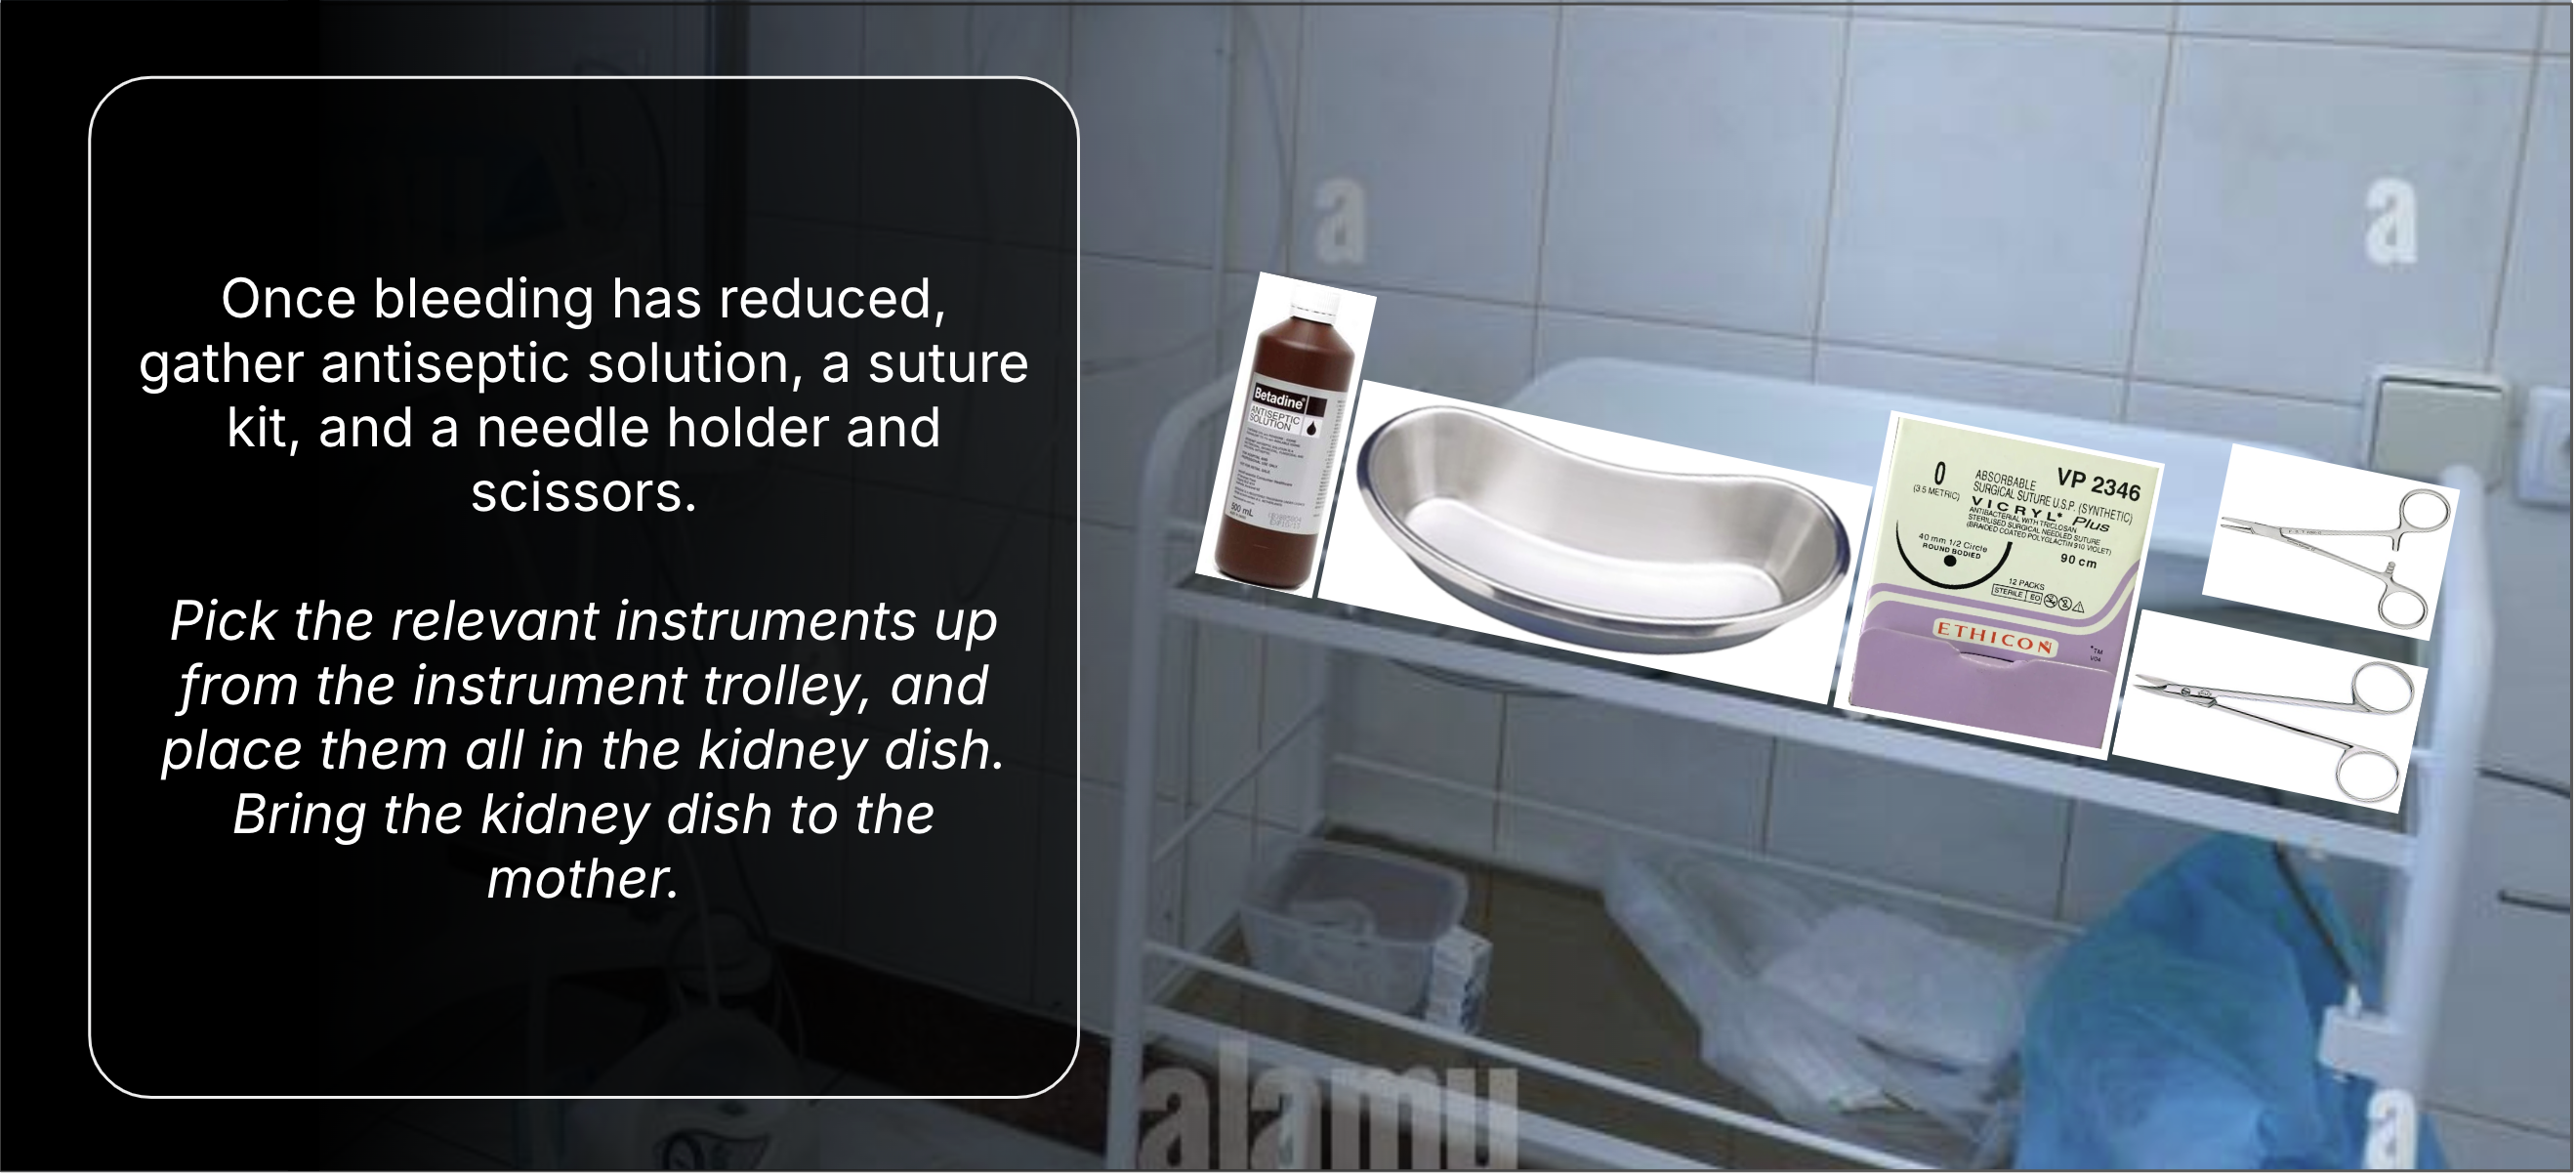 Once bleeding has reduced,
gather antiseptic solution, a suture
kit, and a needle holder and
scissors.
Pick the relevant instruments up
from the instrument trolley, and
place them all in the kidney dish.
Bring the kidney dish to the
mother.
a
a
Betadine
ANTISEPTIC
SOLUTION
500 mL
0
(3.5 METRIC)
ABSORBABLE
VP 2346
SURGICAL SUTURE U.S.P. (SYNTHETIC)
VICRYL* Plus
ANTIBACTERIAL WITH TRICLOSAN
STERILISED SURGICAL NEEDLED SUTURE
(BRAIDED COATED POLYGLACTIN 910 VIOLET)
40 mm 1/2 Circle
ROUND BODIED
90 cm
12 PACKS
STERILE EO
ETHICON
*TM
alamy
a